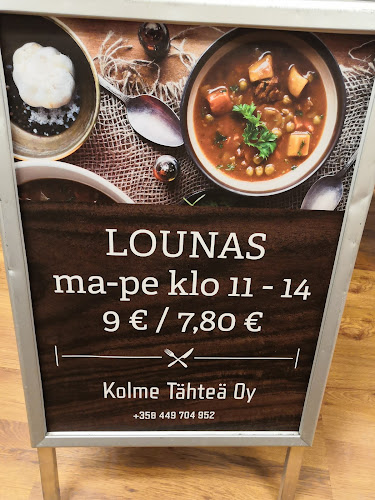 LOUNAS
ma-pe klo 11 - 14
9 € / 7,80 €
Kolme Tähteä Oy
+358 449 704 952